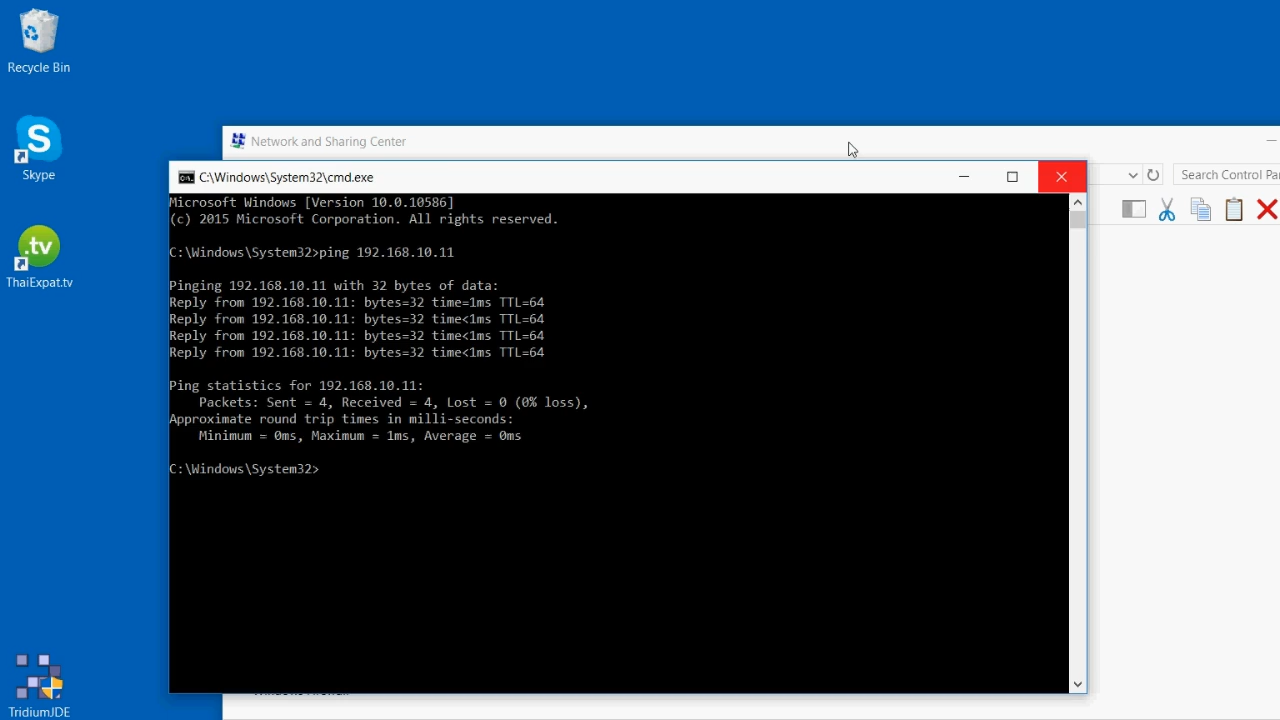 Recycle Bin
Skype
ThaiExpat.tv
TridiumJDE
Network and Sharing Center
Search Control Pa
C:\Windows\System32\cmd.exe
Microsoft Windows [Version 10.0.10586]
(c) 2015 Microsoft Corporation. All rights reserved.
C:\Windows\System32>ping 192.168.10.11
Pinging 192.168.10.11 with 32 bytes of data:
Reply from 192.168.10.11: bytes=32 time=1ms TTL=64
Reply from 192.168.10.11: bytes=32 time<1ms TTL=64
Reply from 192.168.10.11: bytes=32 time<1ms TTL=64
Reply from 192.168.10.11: bytes=32 time<1ms TTL=64
Ping statistics for 192.168.10.11:
Packets: Sent = 4, Received = 4, Lost = 0 (0% loss),
Approximate round trip times in milli-seconds:
Minimum = 0ms, Maximum = 1ms, Average = 0ms
C:\Windows\System32>